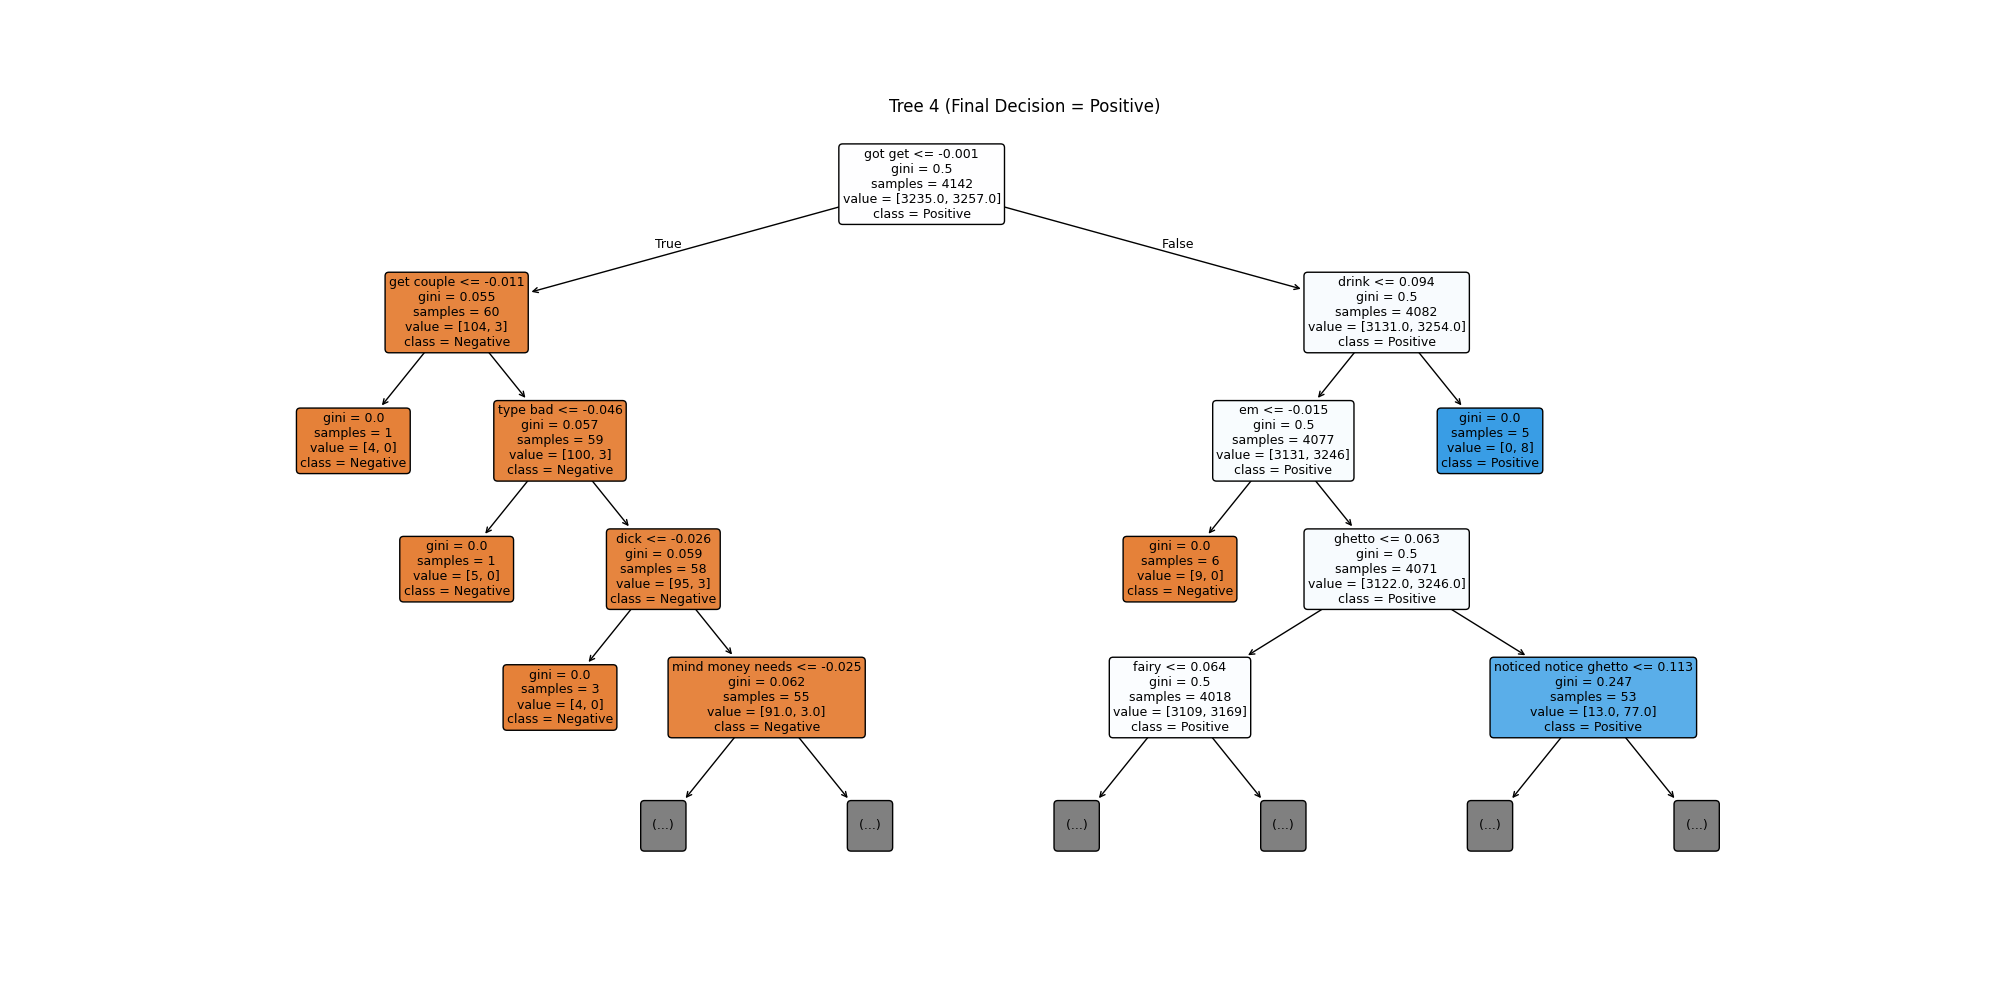 Tree 4 (Final Decision = Positive)
got get <= -0.001
gini = 0.5
samples = 4142
value = [3235.0, 3257.0]
class = Positive
True
False
get couple <= -0.011
gini = 0.055
samples = 60
value = [104, 3]
class = Negative
drink <= 0.094
gini = 0.5
samples = 4082
value = [3131.0, 3254.0]
class = Positive
gini = 0.0
samples = 1
value = [4, 0]
class = Negative
type bad <= -0.046
gini = 0.057
samples = 59
value = [100, 3]
class = Negative
em <= -0.015
gini = 0.5
samples = 4077
value = [3131, 3246]
class = Positive
gini = 0.0
samples = 5
value = [0, 8]
class = Positive
gini = 0.0
samples = 1
value = [5, 0]
class = Negative
dick <= -0.026
gini = 0.059
samples = 58
value = [95, 3]
class = Negative
gini = 0.0
samples = 6
value = [9, 0]
class = Negative
ghetto <= 0.063
gini = 0.5
samples = 4071
value = [3122.0, 3246.0]
class = Positive
gini = 0.0
samples = 3
value = [4, 0]
class = Negative
mind money needs <= -0.025
gini = 0.062
samples = 55
value = [91.0, 3.0]
class = Negative
fairy <= 0.064
gini = 0.5
samples = 4018
value = [3109, 3169]
class = Positive
noticed notice ghetto <= 0.113
gini = 0.247
samples = 53
value = [13.0, 77.0]
class = Positive
(...)
(...)
(...)
(...)
(...)
(...)